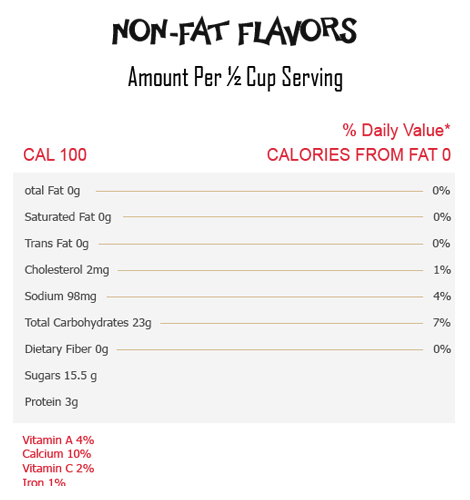 NON-FAT FLAVORS
Amount Per ½ Cup Serving
% Daily Value*
CAL 100 CALORIES FROM FAT 0
otal Fat 0g 0%
Saturated Fat 0g 0%
Trans Fat 0g 0%
Cholesterol 2mg 1%
Sodium 98mg 4%
Total Carbohydrates 23g 7%
Dietary Fiber 0g 0%
Sugars 15.5 g
Protein 3g
Vitamin A 4%
Calcium 10%
Vitamin C 2%
Iron 1%